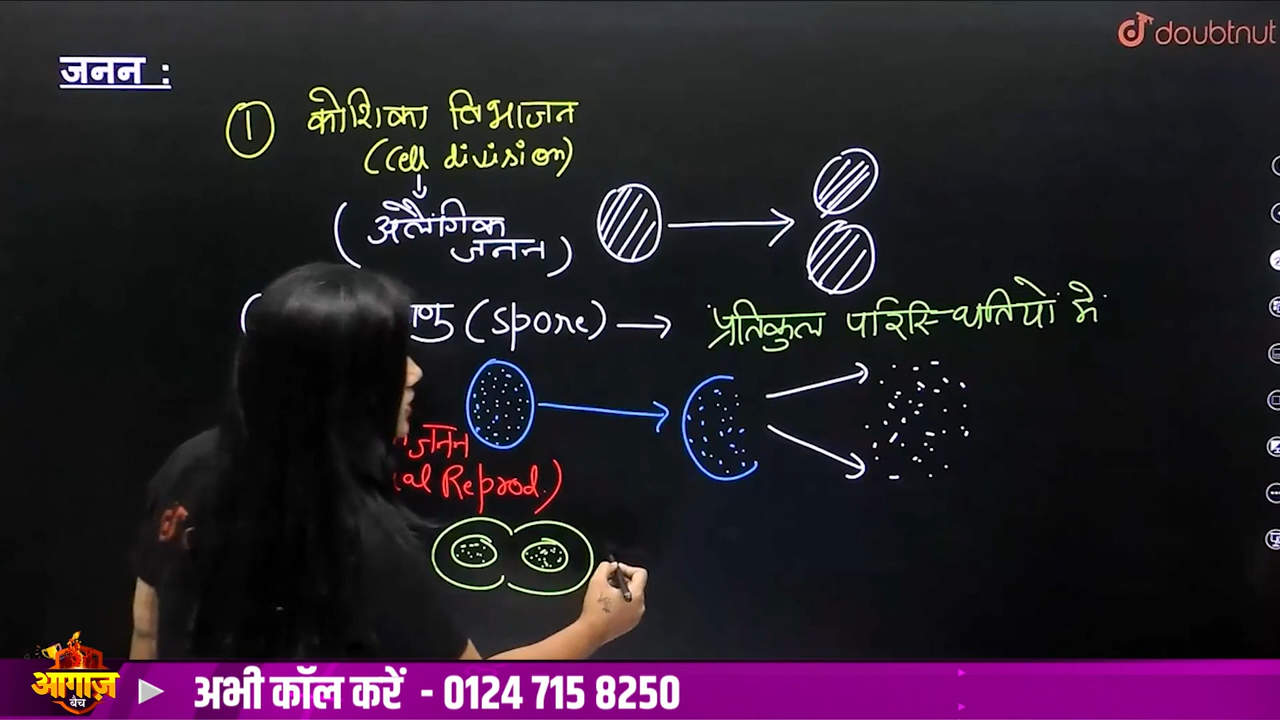 doubtnut
जनन :
1 कोशिका विभाजन
(Cell division)
(अलैंगिक
जनन)
( णु (spore) → प्रतिकुल परिस्थितियों में
जनन
al Reprod.)
आगाज़
बैच
अभी कॉल करें - 0124 715 8250